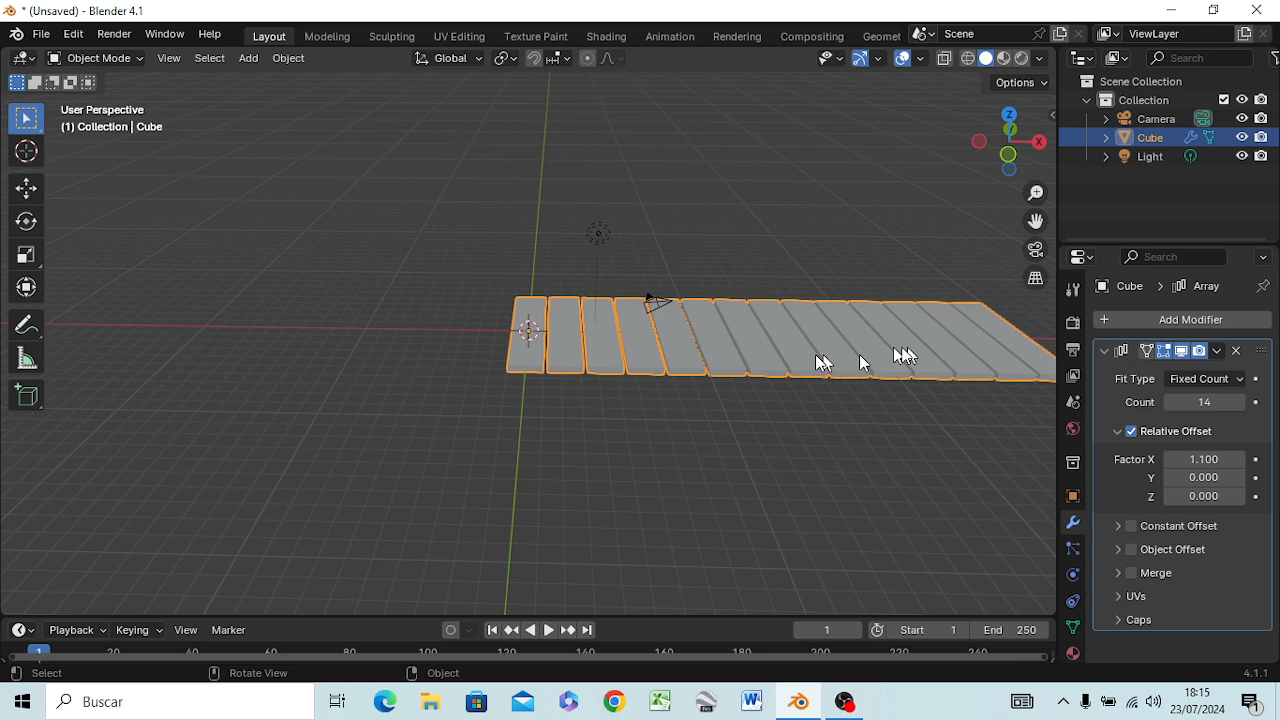 * (Unsaved) - Blender 4.1
File Edit Render Window Help Layout Modeling Sculpting UV Editing Texture Paint Shading Animation Rendering Compositing Geomet Scene ViewLayer
Object Mode View Select Add Object Global Search
Options
User Perspective
(1) Collection | Cube
Z
X
Scene Collection
Collection
Camera
Cube
Light
Search
Cube > Array
+ Add Modifier
Fit Type Fixed Count
Count 14
Relative Offset
Factor X 1.100
Y 0.000
Z 0.000
Constant Offset
Object Offset
Merge
UVs
Caps
Playback Keying View Marker 1 Start 1 End 250
1 20 40 60 80 100 120 140 160 180 200 220 240
Select Rotate View Object 4.1.1
Buscar
18:15
23/07/2024
1